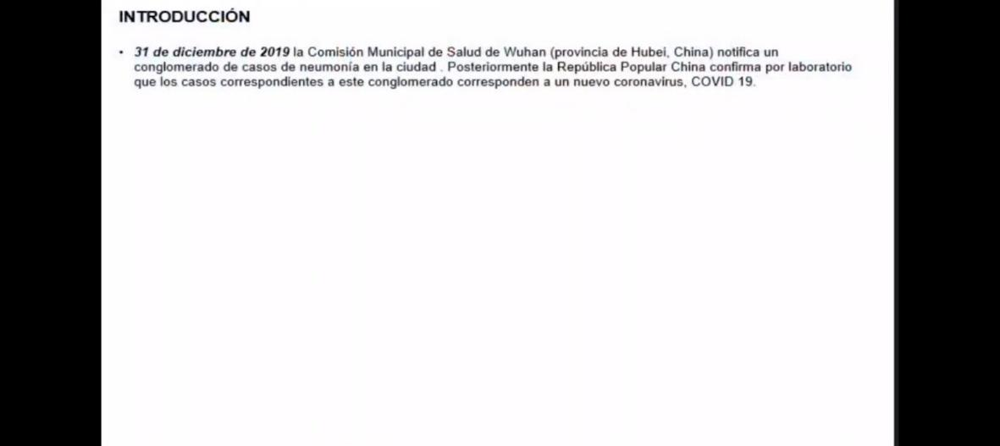 INTRODUCCIÓN
• 31 de diciembre de 2019 la Comisión Municipal de Salud de Wuhan (provincia de Hubei, China) notifica un
conglomerado de casos de neumonía en la ciudad . Posteriormente la República Popular China confirma por laboratorio
que los casos correspondientes a este conglomerado corresponden a un nuevo coronavirus, COVID 19.